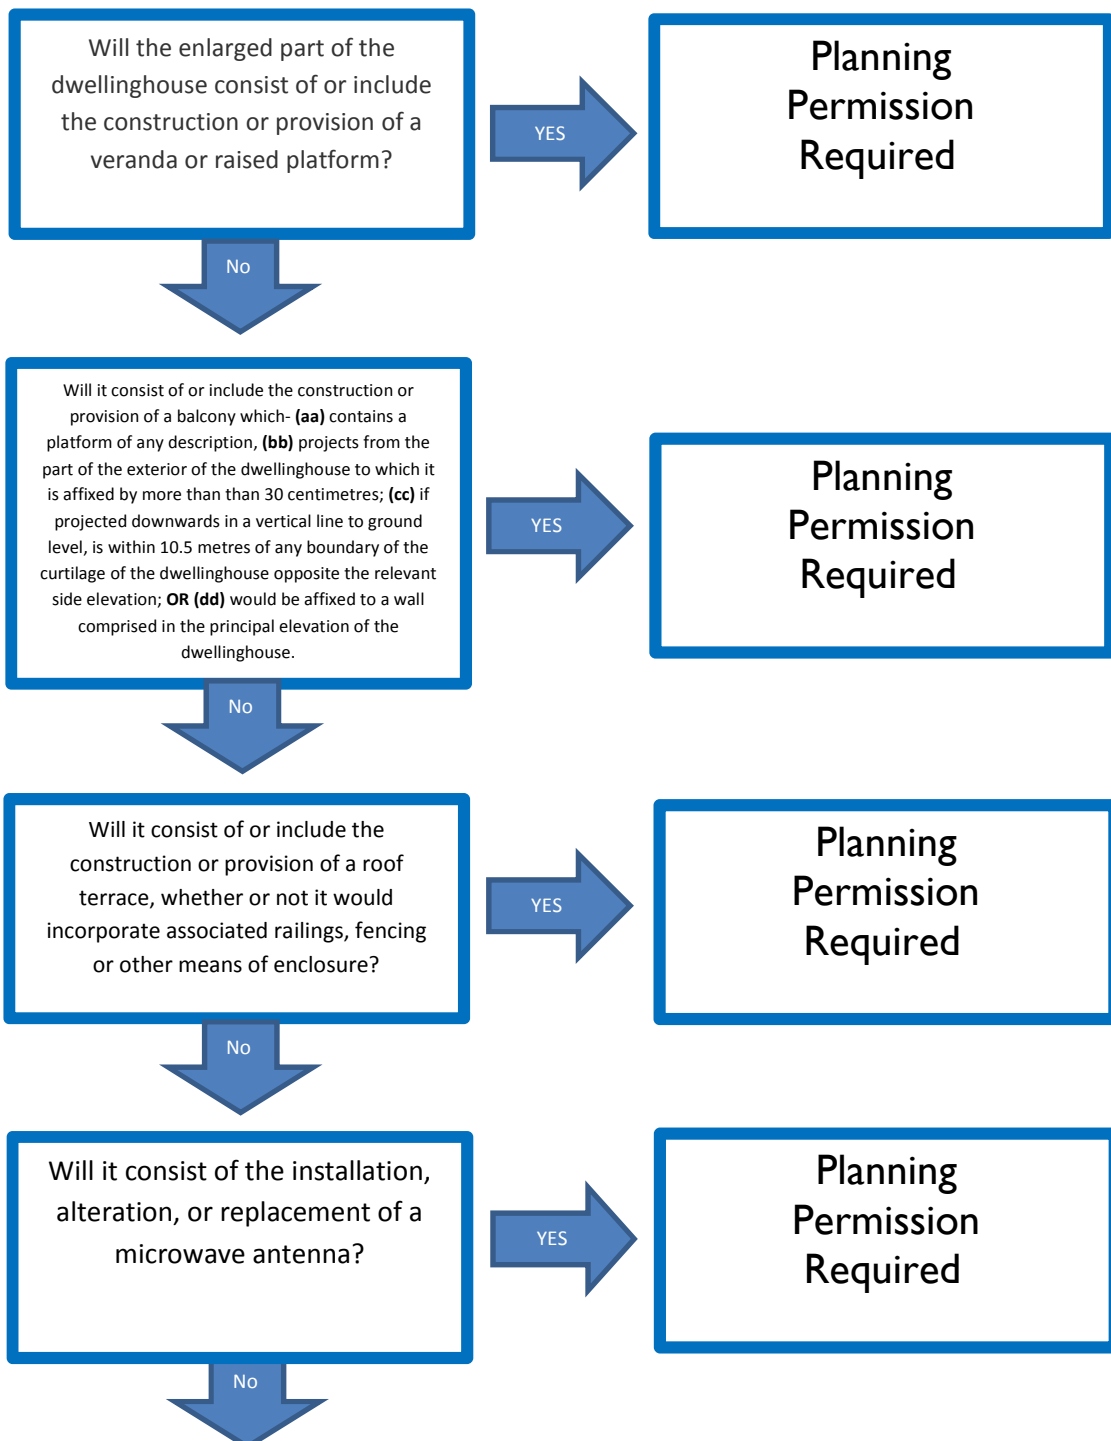 Will the enlarged part of the
dwellinghouse consist of or include
the construction or provision of a
veranda or raised platform?
YES
Planning
Permission
Required
No
Will it consist of or include the construction or
provision of a balcony which- (aa) contains a
platform of any description, (bb) projects from the
part of the exterior of the dwellinghouse to which it
is affixed by more than than 30 centimetres; (cc) if
projected downwards in a vertical line to ground
level, is within 10.5 metres of any boundary of the
curtilage of the dwellinghouse opposite the relevant
side elevation; OR (dd) would be affixed to a wall
comprised in the principal elevation of the
dwellinghouse.
YES
Planning
Permission
Required
No
Will it consist of or include the
construction or provision of a roof
terrace, whether or not it would
incorporate associated railings, fencing
or other means of enclosure?
YES
Planning
Permission
Required
No
Will it consist of the installation,
alteration, or replacement of a
microwave antenna?
YES
Planning
Permission
Required
No